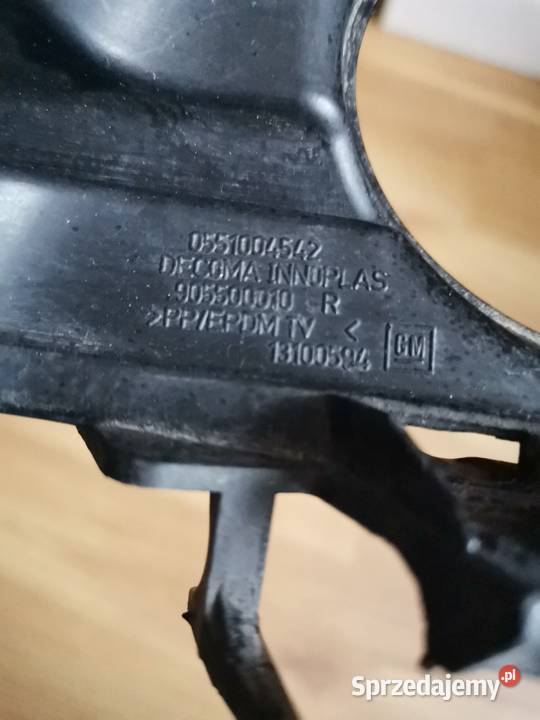 0551004542
DECOMA INNOPLAS
905500010 R
>PP/EPDM TV <
13100594 GM
Sprzedajemy.pl